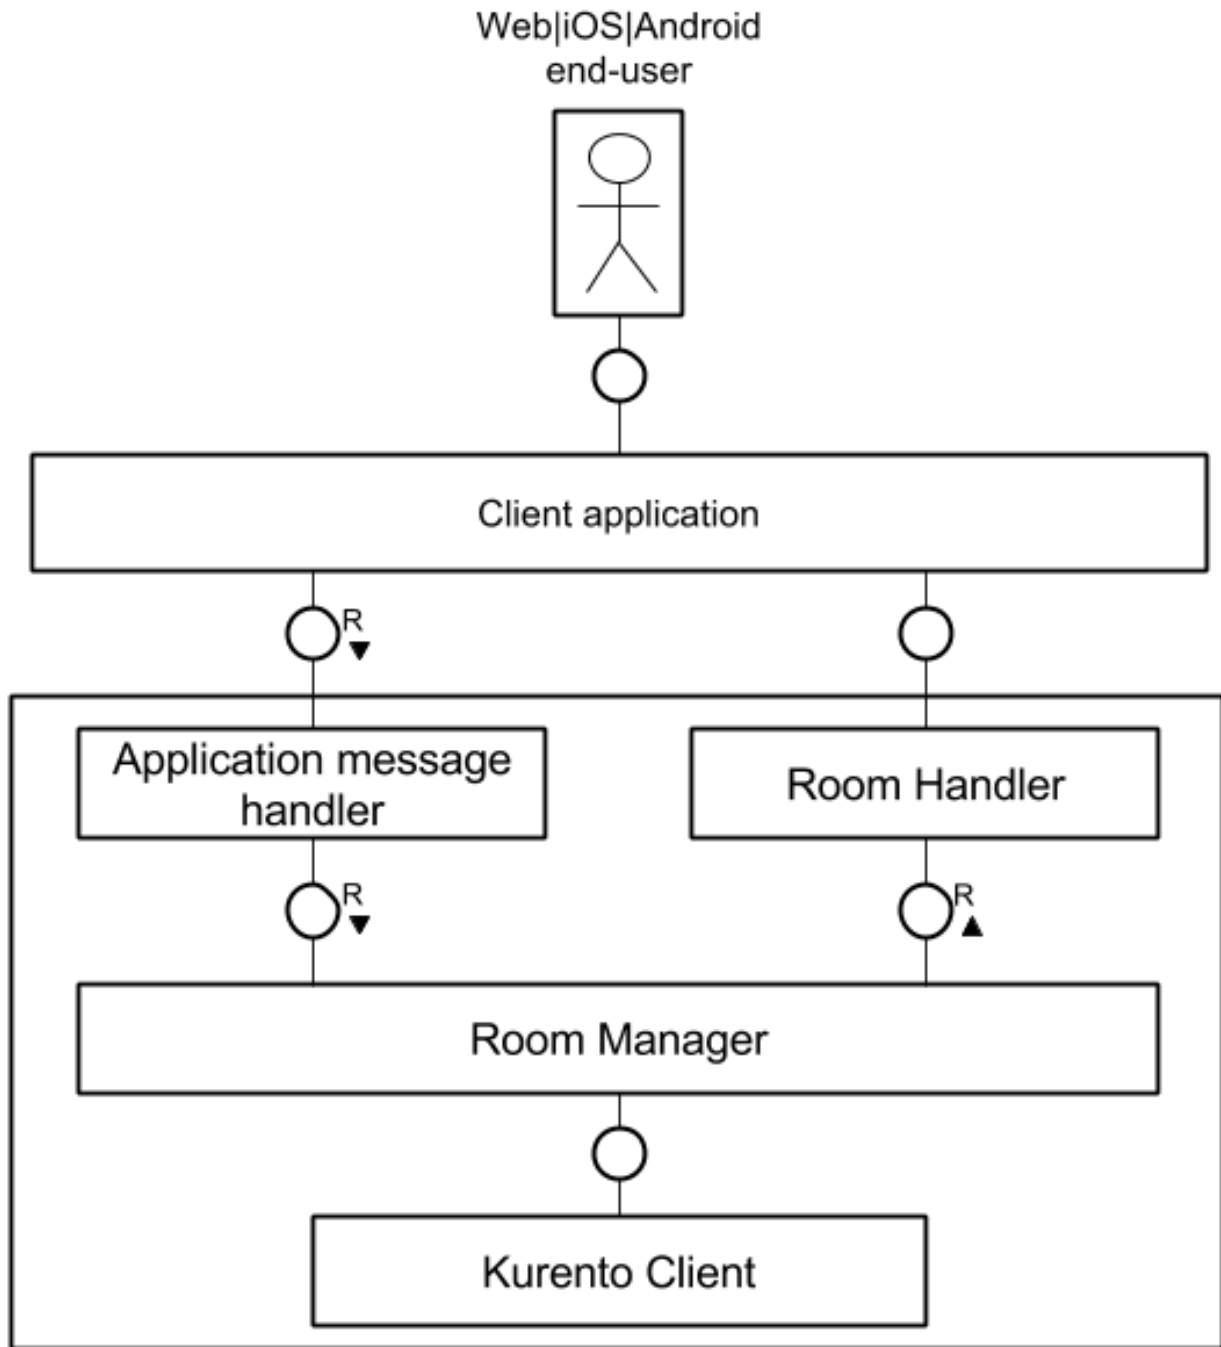 Web|iOS|Android
end-user
Client application
R
Application message
handler
Room Handler
R
R
Room Manager
Kurento Client